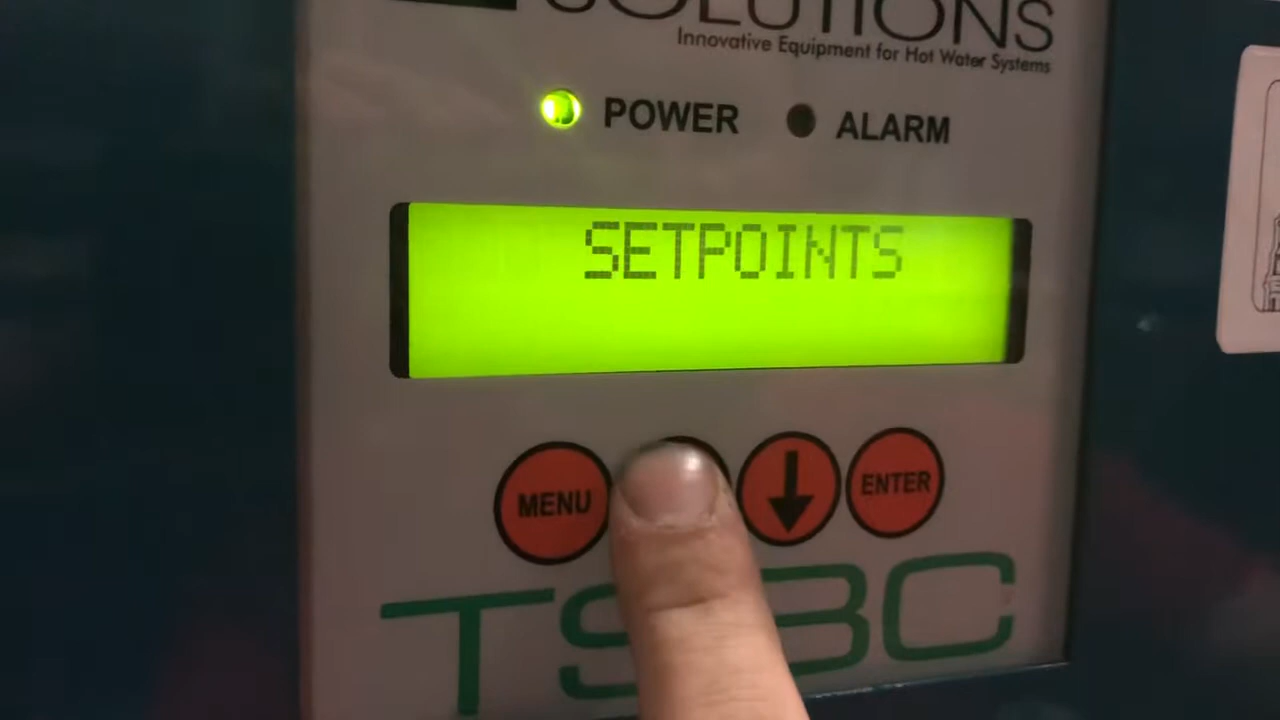 SOLUTIONS
Innovative Equipment for Hot Water Systems
POWER ALARM
SETPOINTS
MENU ENTER